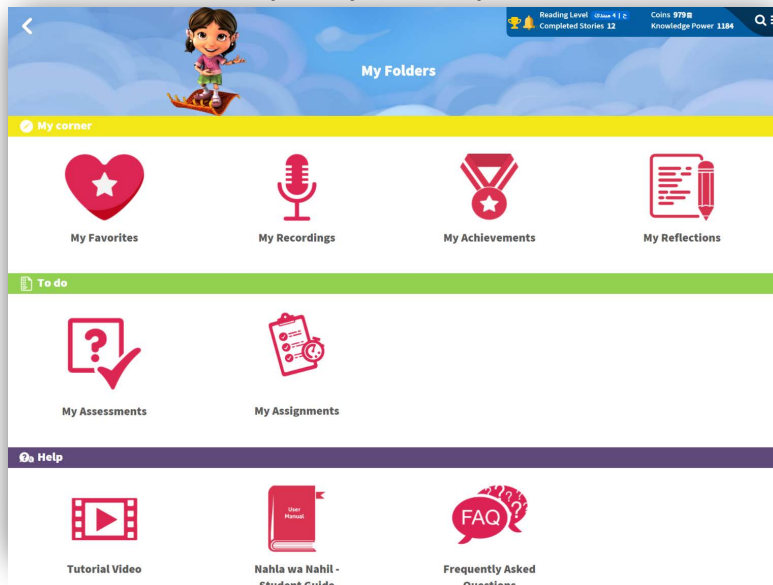 Reading Level ج | 4 مبتدئ
Coins 979
Completed Stories 12
Knowledge Power 1184
My Folders
My corner
My Favorites
My Recordings
My Achievements
My Reflections
To do
?
My Assessments
My Assignments
Help
User
Manual
FAQ
Tutorial Video
Nahla wa Nahil -
Student Guide
Frequently Asked
Questions